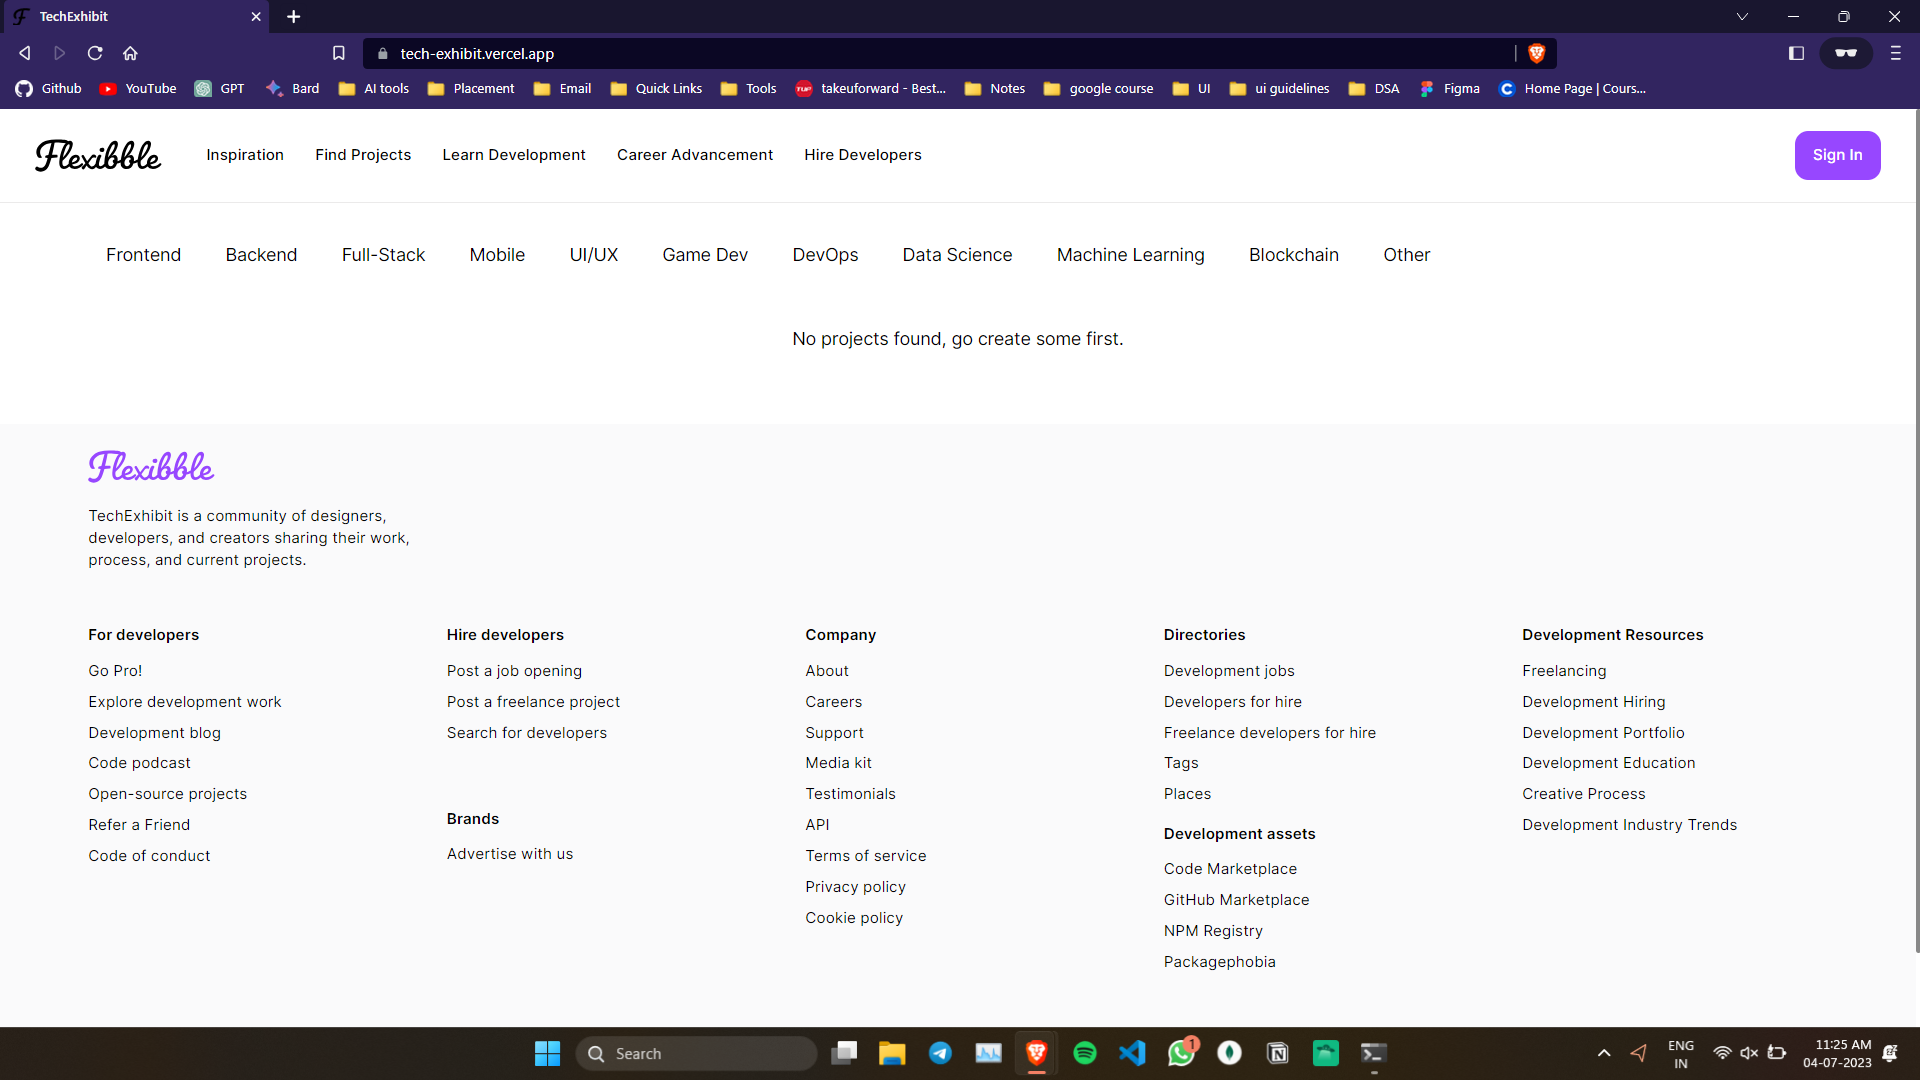 TechExhibit
tech-exhibit.vercel.app
Github YouTube GPT Bard AI tools Placement Email Quick Links Tools TUF takeuforward - Best... Notes google course UI ui guidelines DSA Figma Home Page | Cours...
Flexibble Inspiration Find Projects Learn Development Career Advancement Hire Developers Sign In
Frontend Backend Full-Stack Mobile UI/UX Game Dev DevOps Data Science Machine Learning Blockchain Other
No projects found, go create some first.
Flexibble
TechExhibit is a community of designers,
developers, and creators sharing their work,
process, and current projects.
For developers
Go Pro!
Explore development work
Development blog
Code podcast
Open-source projects
Refer a Friend
Code of conduct
Hire developers
Post a job opening
Post a freelance project
Search for developers
Brands
Advertise with us
Company
About
Careers
Support
Media kit
Testimonials
API
Terms of service
Privacy policy
Cookie policy
Directories
Development jobs
Developers for hire
Freelance developers for hire
Tags
Places
Development assets
Code Marketplace
GitHub Marketplace
NPM Registry
Packagephobia
Development Resources
Freelancing
Development Hiring
Development Portfolio
Development Education
Creative Process
Development Industry Trends
Search
1
ENG
IN
11:25 AM
04-07-2023